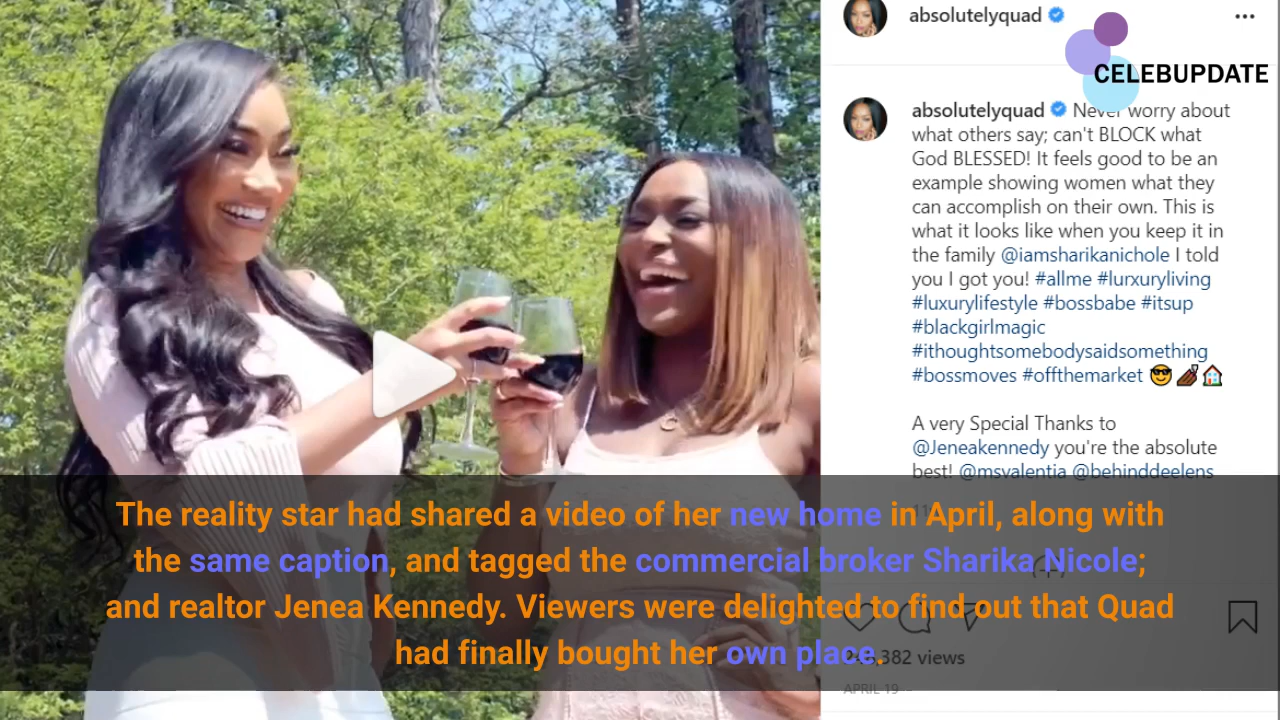 absolutelyquad
CELEBUPDATE
absolutelyquad Never worry about
what others say; can't BLOCK what
God BLESSED! It feels good to be an
example showing women what they
can accomplish on their own. This is
what it looks like when you keep it in
the family @iamsharikanichole I told
you I got you! #allme #lurxuryliving
#luxurylifestyle #bossbabe #itsup
#blackgirlmagic
#ithoughtsomebodysaidsomething
#bossmoves #offthemarket 😎💅🏿🏠
A very Special Thanks to
@Jeneakennedy you're the absolute
best! @msvalentia @behinddeelens
The reality star had shared a video of her new home in April, along with
the same caption, and tagged the commercial broker Sharika Nicole;
and realtor Jenea Kennedy. Viewers were delighted to find out that Quad
had finally bought her own place.
382 views
APRIL 19